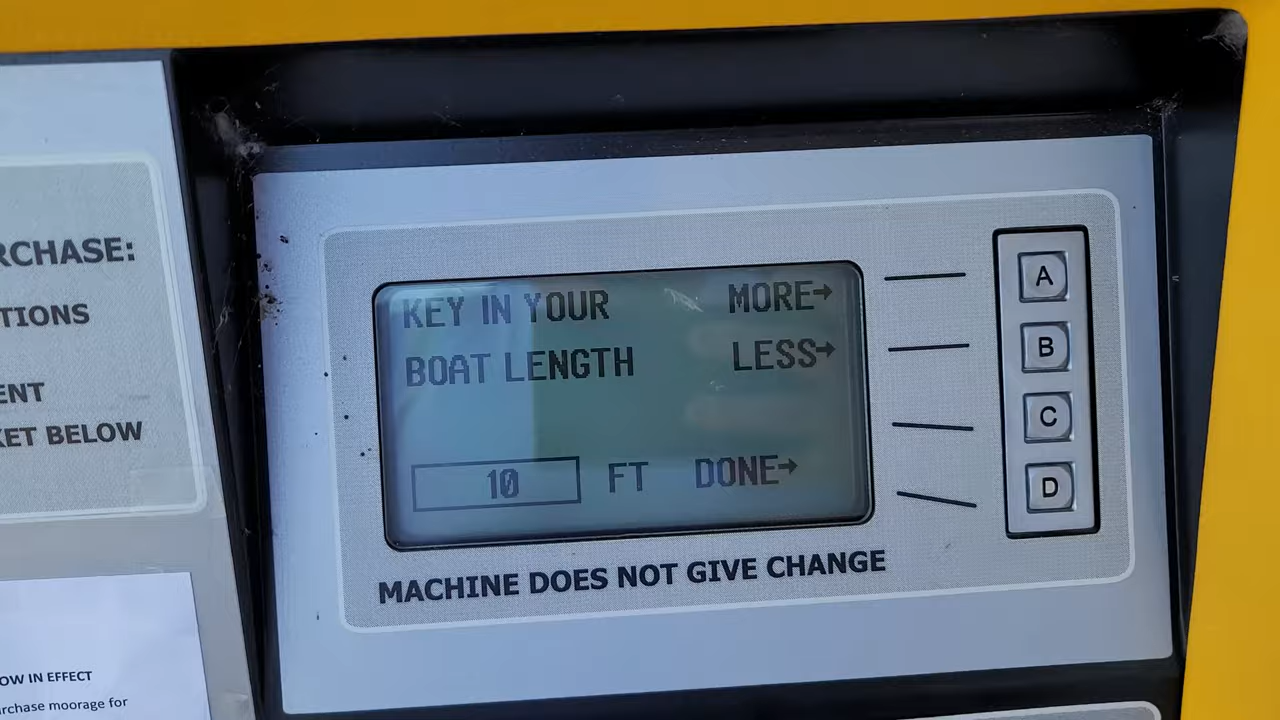 RCHASE:
TIONS
ENT
KET BELOW
OW IN EFFECT
rchase moorage for
KEY IN YOUR MORE→
BOAT LENGTH LESS→
10 FT DONE→
A
B
C
D
MACHINE DOES NOT GIVE CHANGE